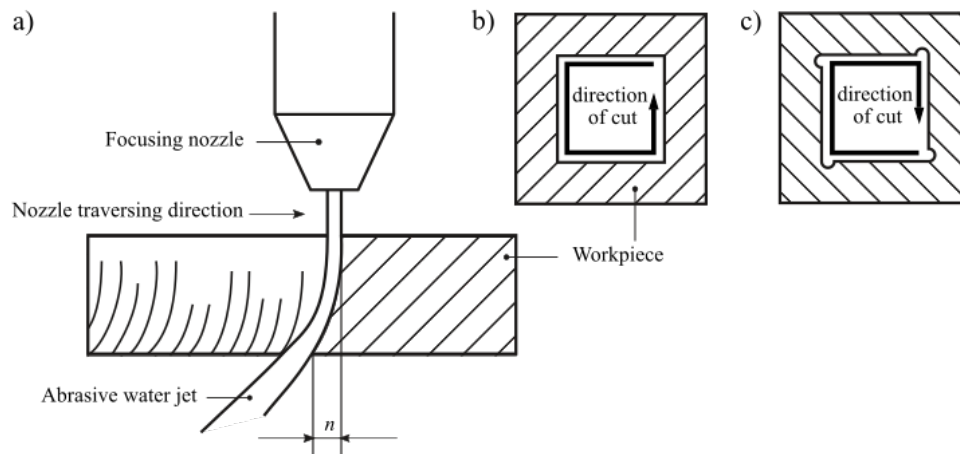 a)
Focusing nozzle
Nozzle traversing direction
Abrasive water jet
n
b)
direction
of cut
c)
direction
of cut
Workpiece